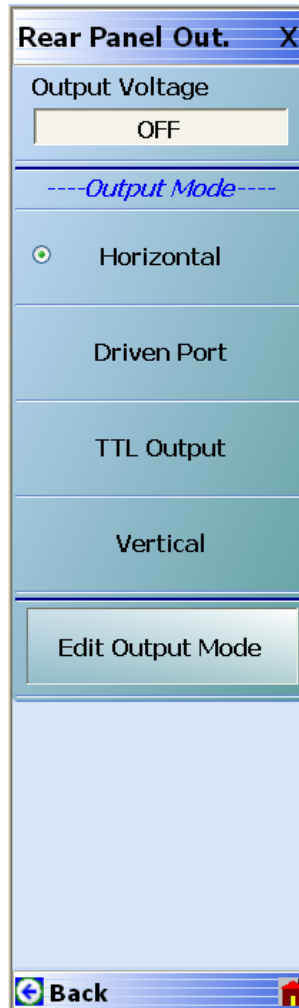 Rear Panel Out. X
Output Voltage
OFF
----Output Mode----
Horizontal
Driven Port
TTL Output
Vertical
Edit Output Mode
Back